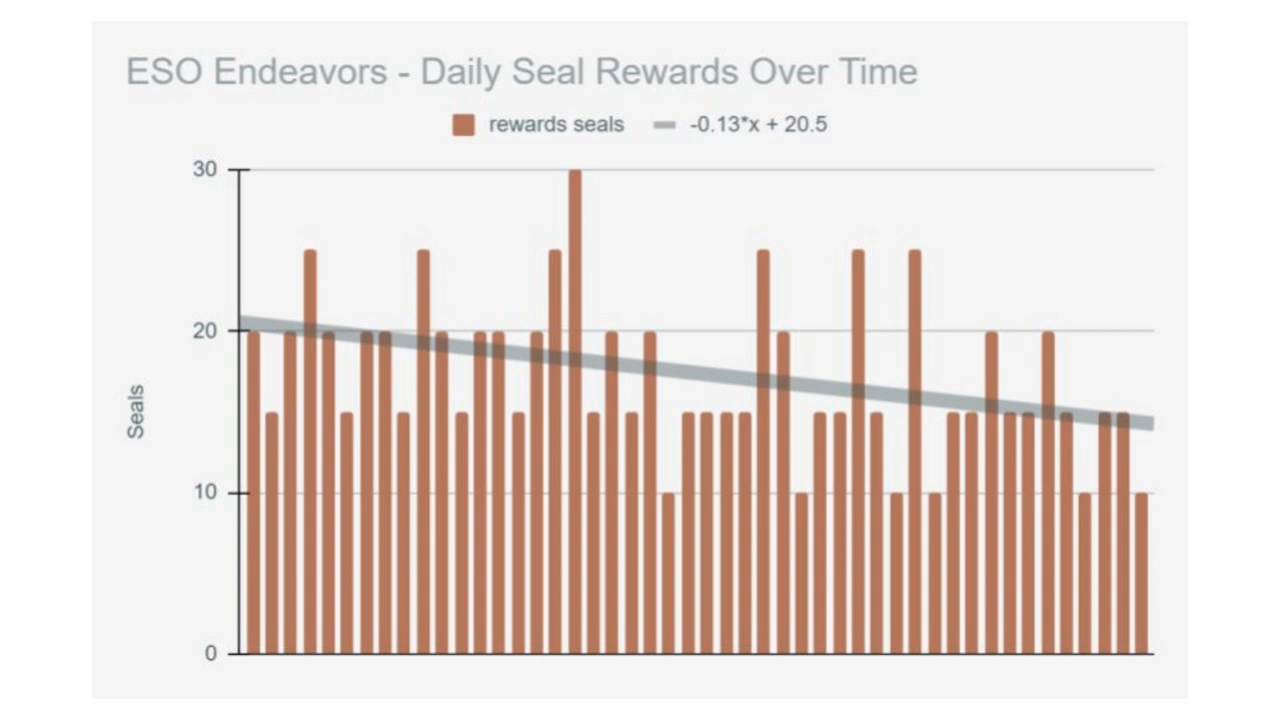 ESO Endeavors - Daily Seal Rewards Over Time
rewards seals -0.13*x + 20.5
30
20
Seals
10
0